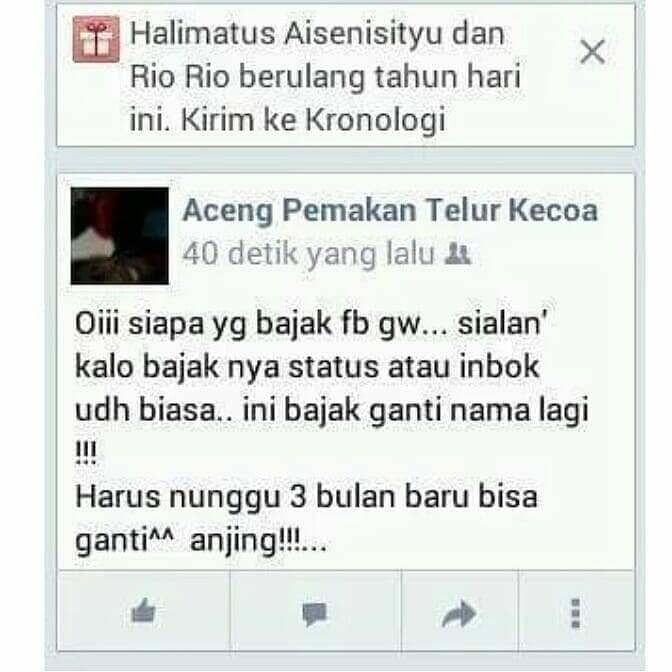 Halimatus Aisenisityu dan
Rio Rio berulang tahun hari
ini. Kirim ke Kronologi
Aceng Pemakan Telur Kecoa
40 detik yang lalu
Oiii siapa yg bajak fb gw... sialan'
kalo bajak nya status atau inbok
udh biasa.. ini bajak ganti nama lagi
!!!
Harus nunggu 3 bulan baru bisa
ganti^^ anjing!!!...